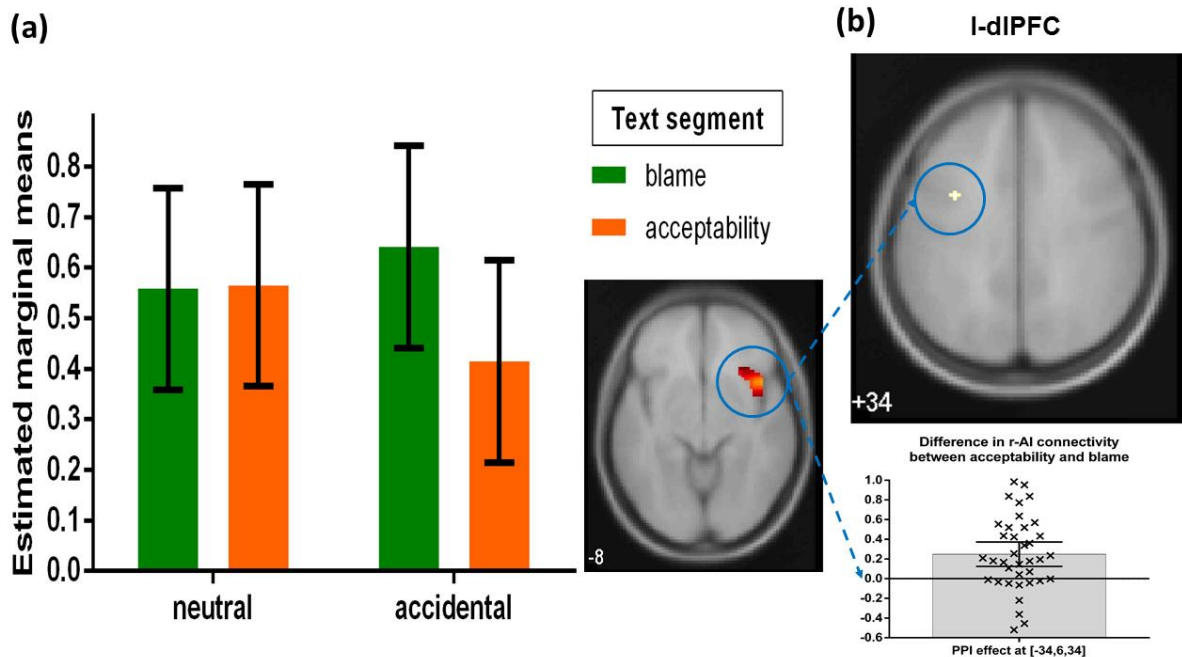 (a)
Estimated marginal means
0.8
0.7
0.6
0.5
0.4
0.3
0.2
0.1
0.0
neutral
accidental
Text segment
blame
acceptability
-8
(b)
l-dlPFC
+34
Difference in r-AI connectivity
between acceptability and blame
1.0
0.8
0.6
0.4
0.2
0.0
-0.2
-0.4
-0.6
PPI effect at [-34,6,34]